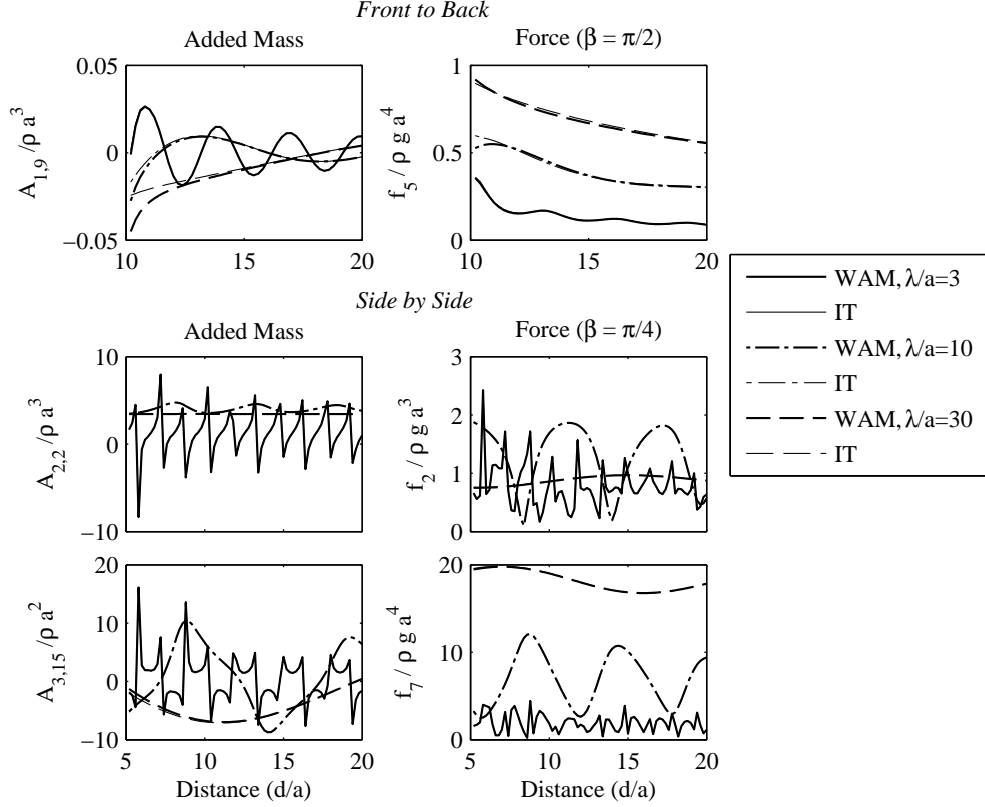 Front to Back
Added Mass
Force (β = π/2)
A1,9 /ρ a3
0.05
0
−0.05
10
15
20
f5 / ρ g a4
1
0.5
0
10
15
20
WAM, λ/a=3
IT
WAM, λ/a=10
IT
WAM, λ/a=30
IT
Side by Side
Added Mass
Force (β = π/4)
A2,2 /ρ a3
10
0
−10
f2 / ρ g a3
3
2
1
0
A3,15 /ρ a2
20
10
0
−10
5
10
15
20
Distance (d/a)
f7 / ρ g a4
20
10
0
5
10
15
20
Distance (d/a)